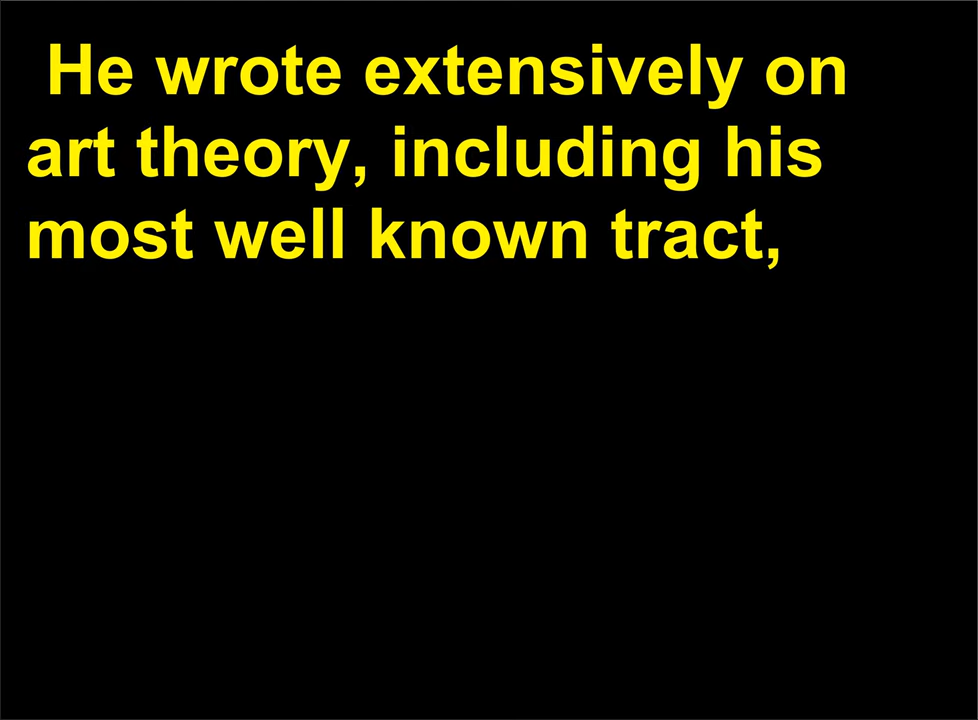 He wrote extensively on
art theory, including his
most well known tract,